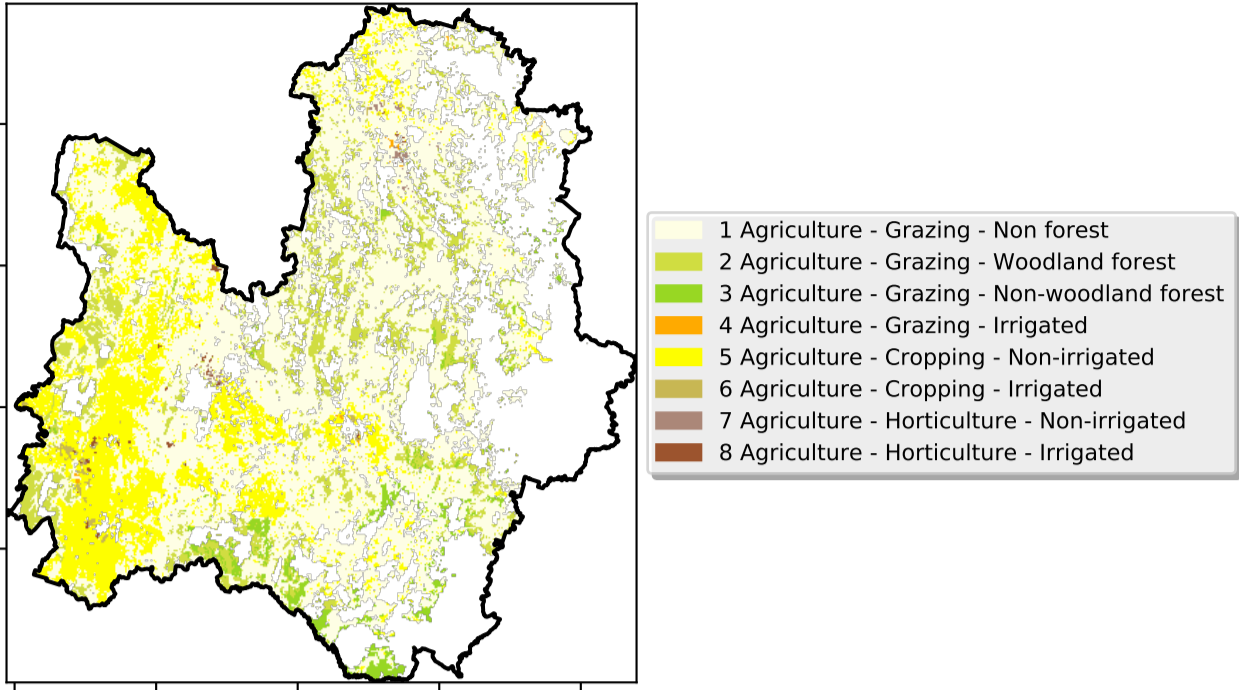 1 Agriculture - Grazing - Non forest
2 Agriculture - Grazing - Woodland forest
3 Agriculture - Grazing - Non-woodland forest
4 Agriculture - Grazing - Irrigated
5 Agriculture - Cropping - Non-irrigated
6 Agriculture - Cropping - Irrigated
7 Agriculture - Horticulture - Non-irrigated
8 Agriculture - Horticulture - Irrigated